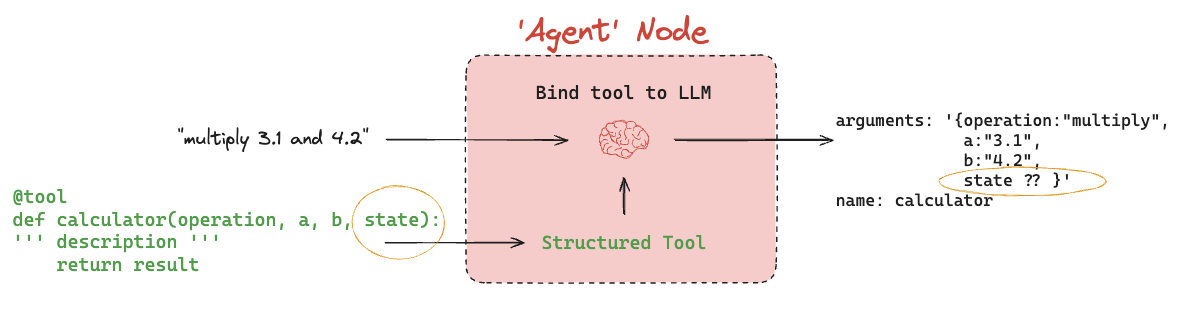 'Agent' Node
Bind tool to LLM
"multiply 3.1 and 4.2"
arguments: '{operation:"multiply",
a:"3.1",
b:"4.2",
state ?? }'
name: calculator
@tool
def calculator(operation, a, b, state):
''' description '''
return result
Structured Tool